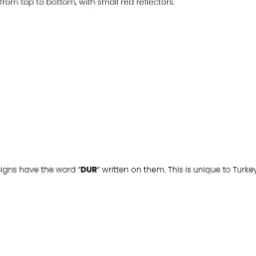 from top to bottom, with small red reflectors.
igns have the word "DUR" written on them. This is unique to Turkey